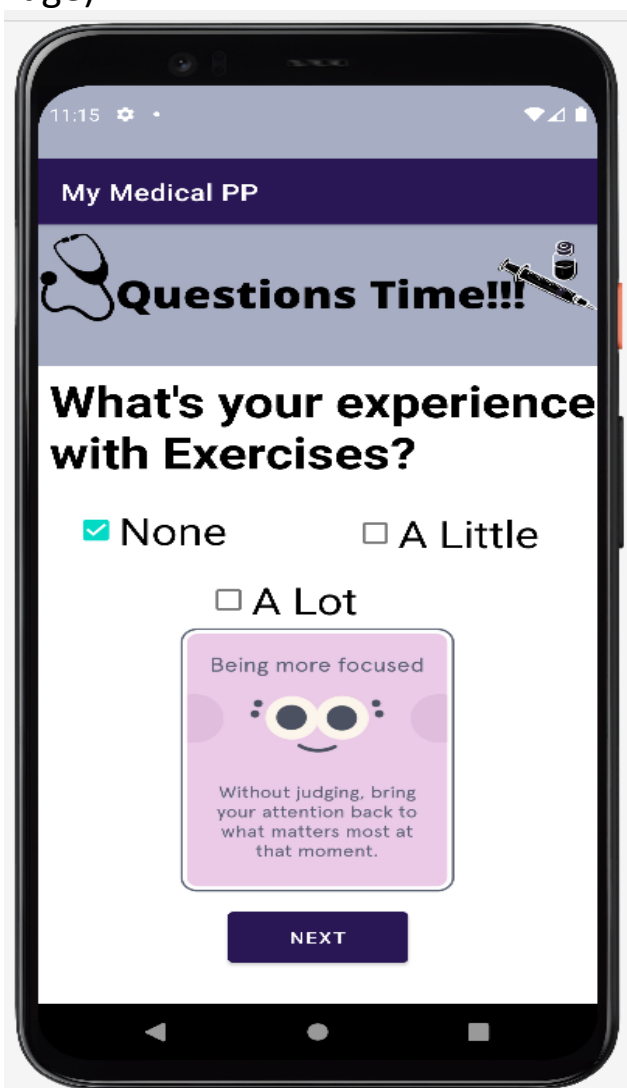 11:15
My Medical PP
Questions Time!!!
What's your experience
with Exercises?
None
A Little
A Lot
Being more focused
Without judging, bring
your attention back to
what matters most at
that moment.
NEXT